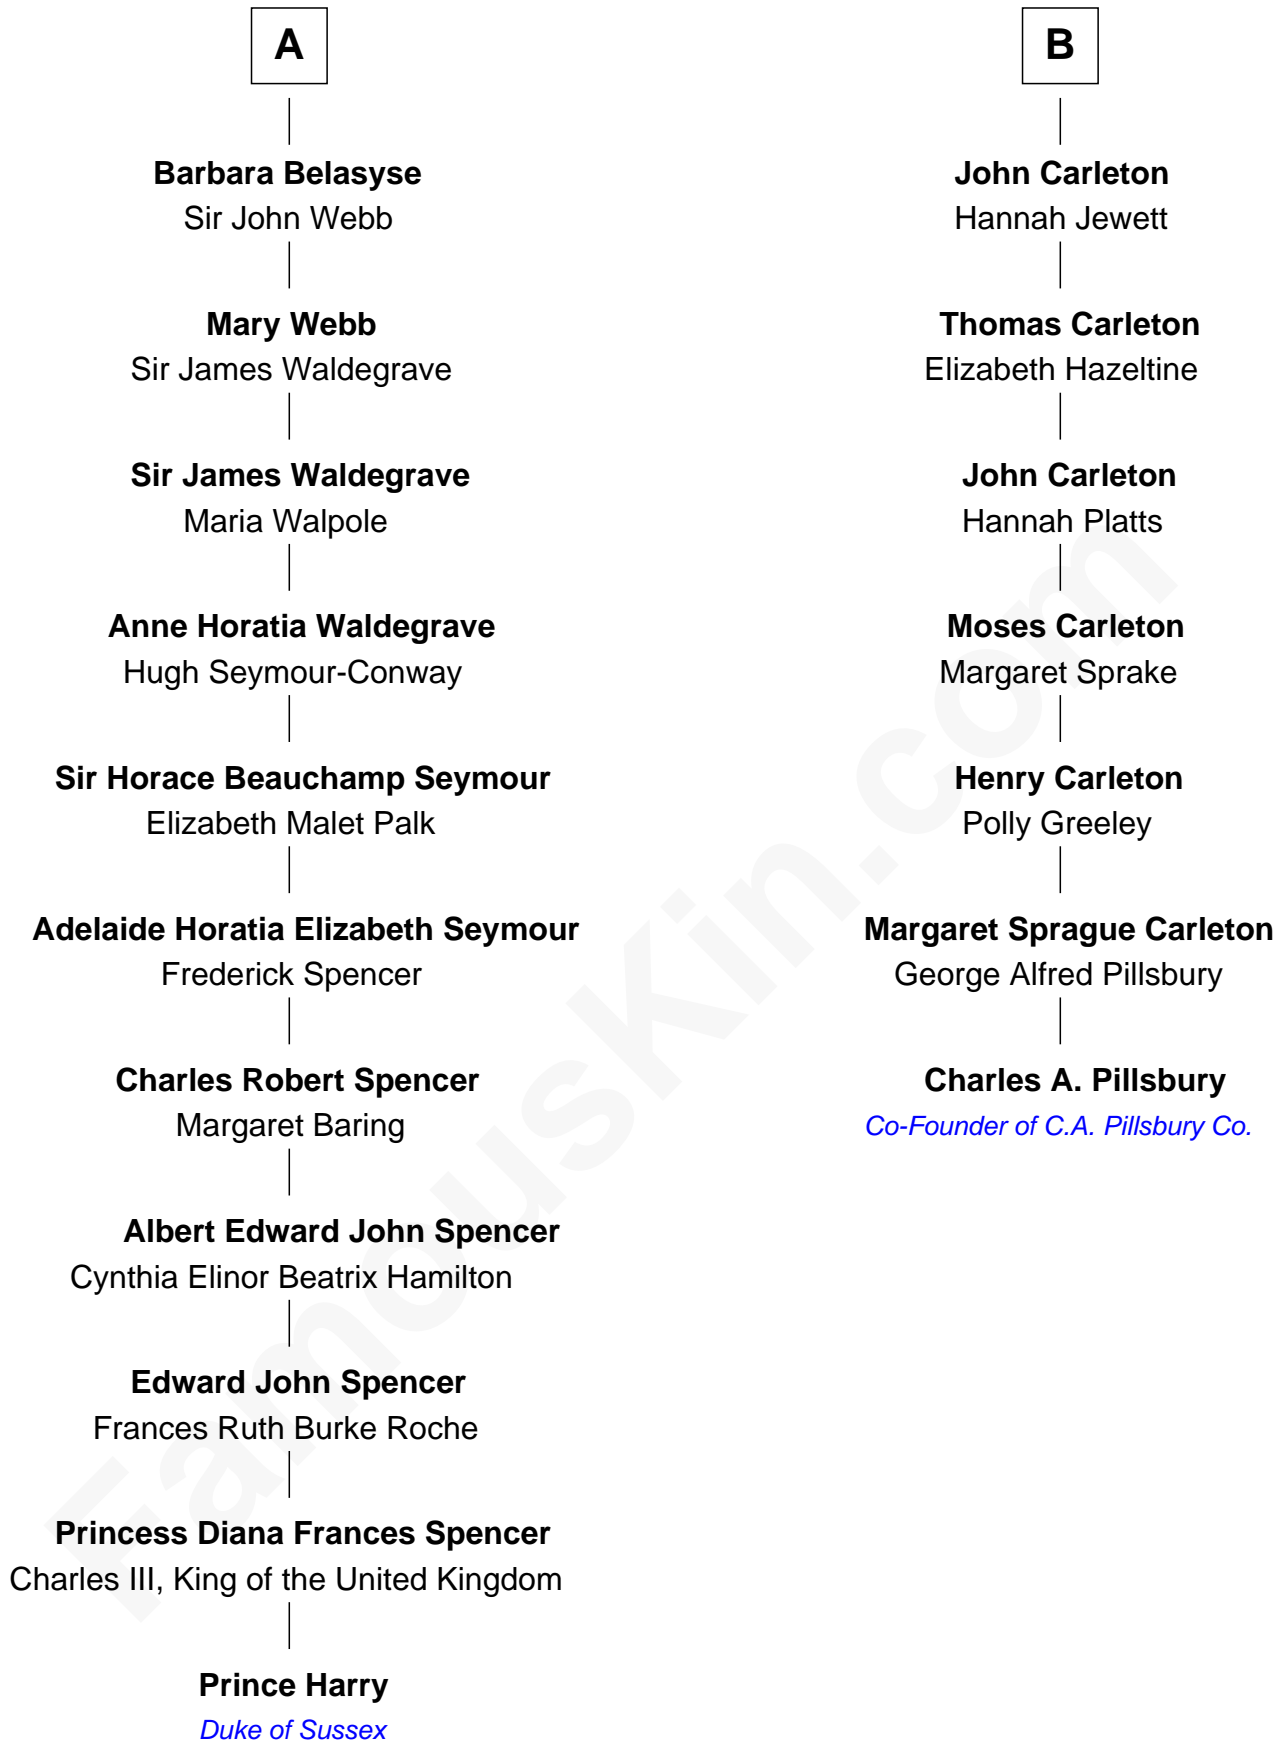 A
Barbara Belasyse
Sir John Webb
Mary Webb
Sir James Waldegrave
Sir James Waldegrave
Maria Walpole
Anne Horatia Waldegrave
Hugh Seymour-Conway
Sir Horace Beauchamp Seymour
Elizabeth Malet Palk
Adelaide Horatia Elizabeth Seymour
Frederick Spencer
Charles Robert Spencer
Margaret Baring
Albert Edward John Spencer
Cynthia Elinor Beatrix Hamilton
Edward John Spencer
Frances Ruth Burke Roche
Princess Diana Frances Spencer
Charles III, King of the United Kingdom
Prince Harry
Duke of Sussex
B
John Carleton
Hannah Jewett
Thomas Carleton
Elizabeth Hazeltine
John Carleton
Hannah Platts
Moses Carleton
Margaret Sprake
Henry Carleton
Polly Greeley
Margaret Sprague Carleton
George Alfred Pillsbury
Charles A. Pillsbury
Co-Founder of C.A. Pillsbury Co.
FamousKin.com